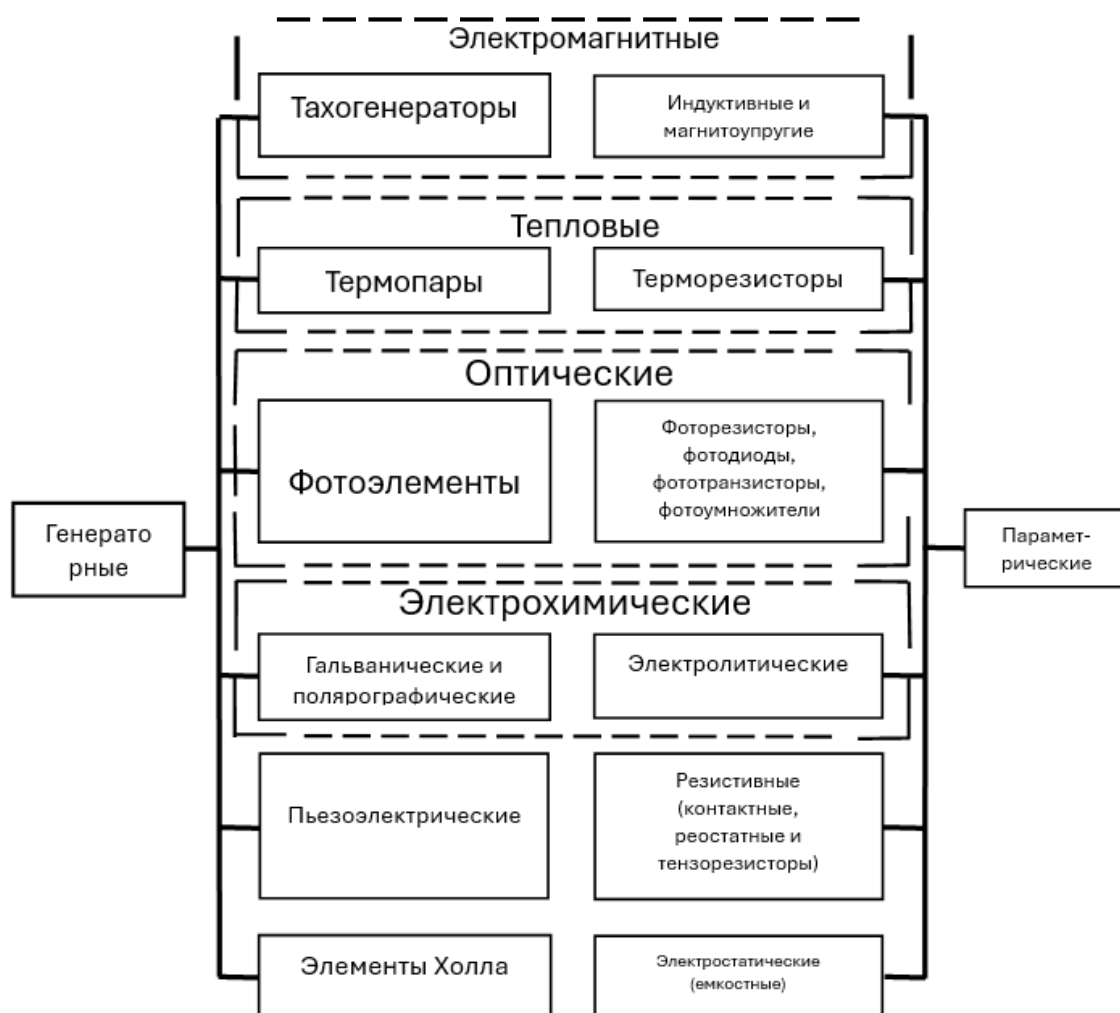 Электромагнитные
Тахогенераторы
Индуктивные и
магнитоупругие
Тепловые
Термопары
Терморезисторы
Оптические
Фотоэлементы
Фоторезисторы,
фотодиоды,
фототранзисторы,
фотоумножители
Генерато
рные
Парамет-
рические
Электрохимические
Гальванические и
полярографические
Электролитические
Пьезоэлектрические
Резистивные
(контактные,
реостатные и
тензорезисторы)
Элементы Холла
Электростатические
(емкостные)